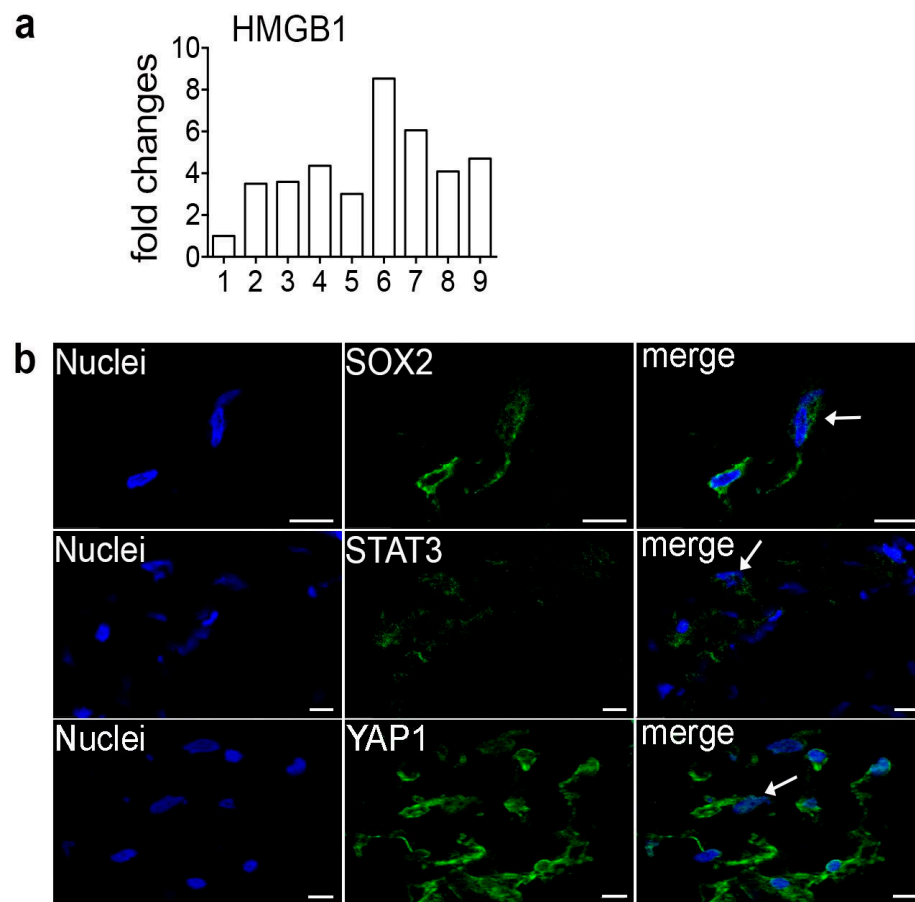 a
HMGB1
fold changes
10
8
6
4
2
0
1 2 3 4 5 6 7 8 9
b
Nuclei SOX2 merge
Nuclei STAT3 merge
Nuclei YAP1 merge